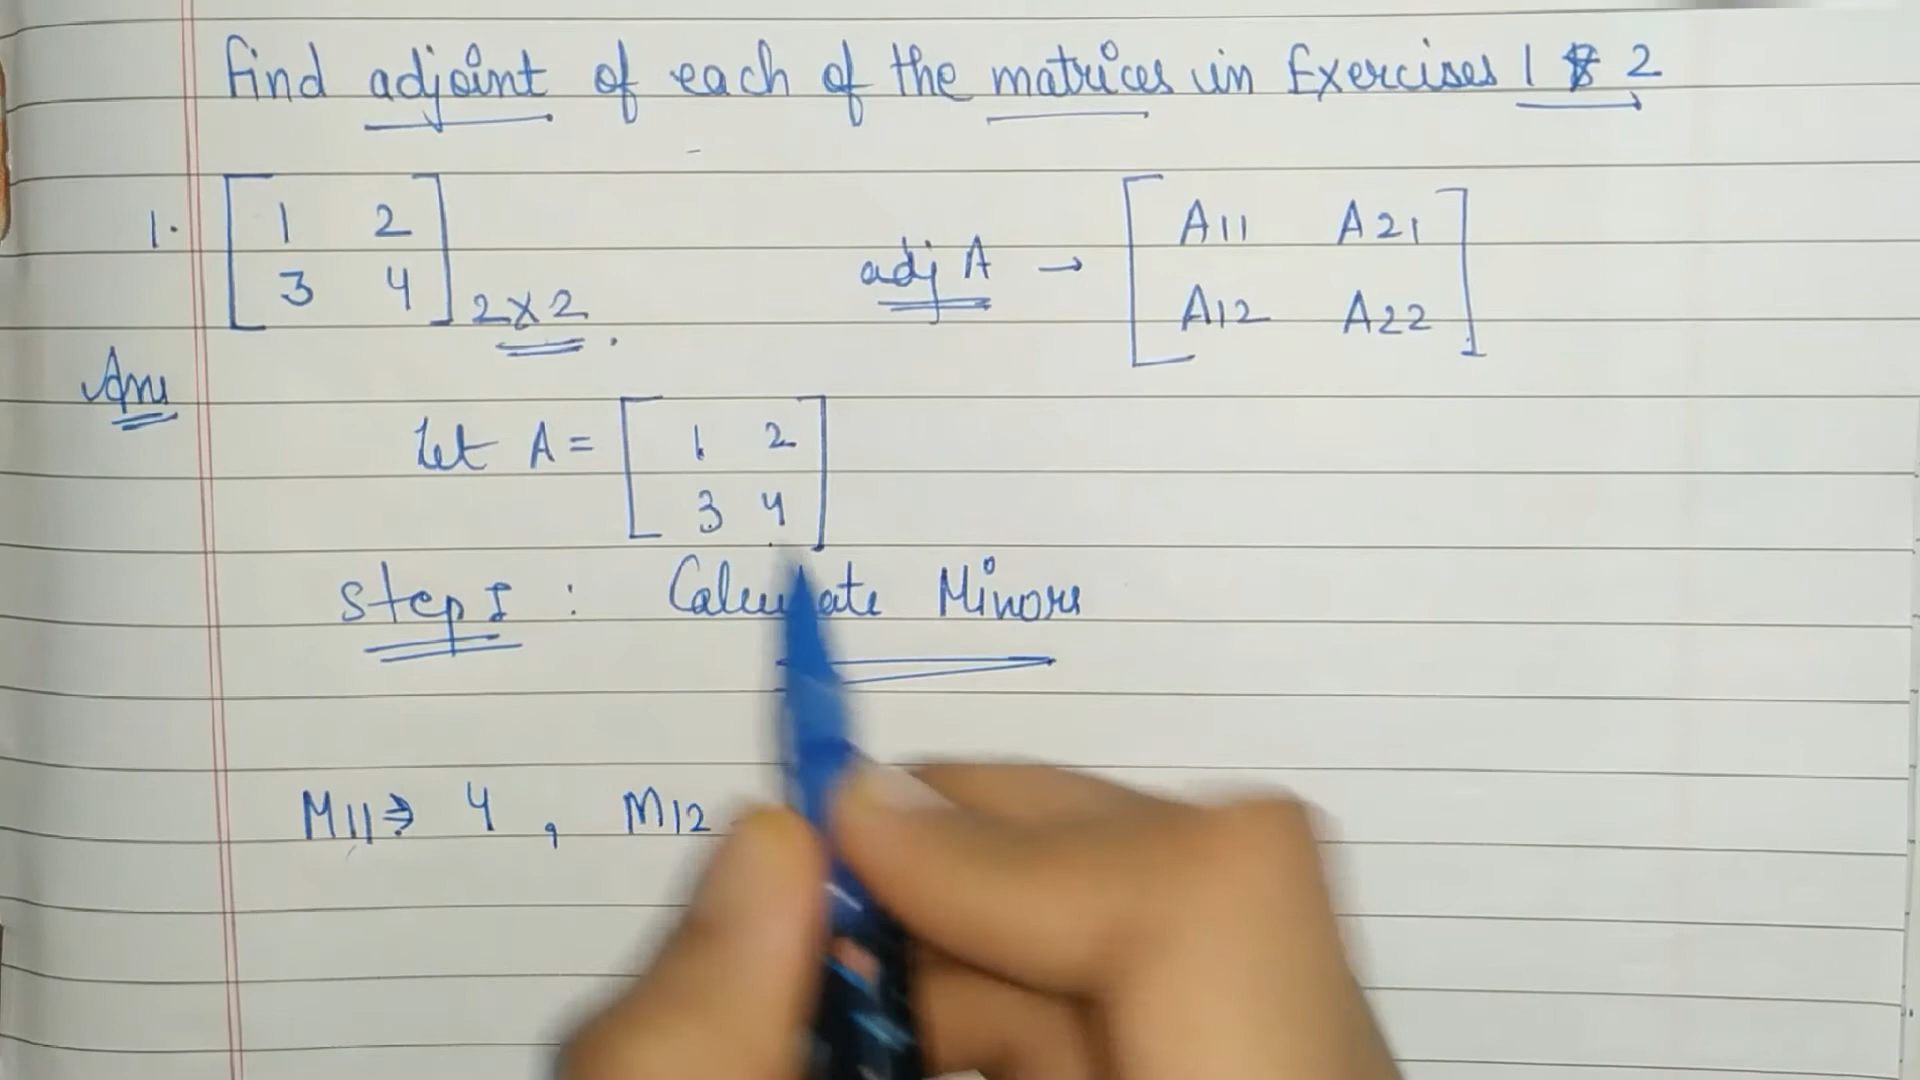 Find adjoint of each of the matrices in Exercises 1 & 2
1. [ 1 2
3 4 ] 2×2 .
adj A → [ A11 A21
A12 A22 ]
Ans
Let A = [ 1 2
3 4 ]
Step I : Calculate Minors
M11 ⇒ 4 , M12